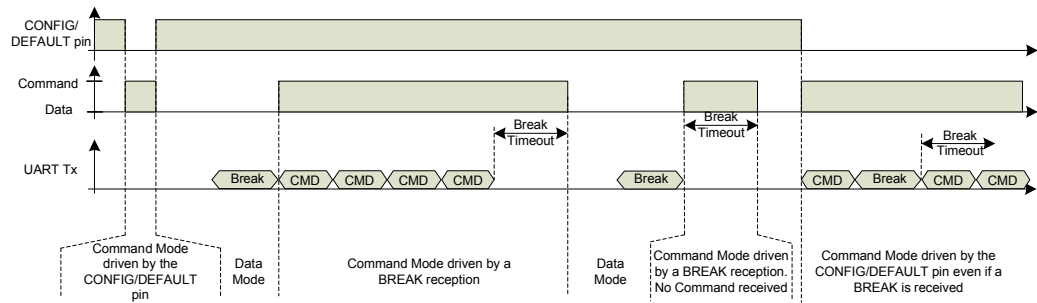 CONFIG/
DEFAULT pin
Command
Data
Break
Timeout
Break
Timeout
Break
Timeout
UART Tx
Break
CMD
CMD
CMD
CMD
Break
CMD
Break
CMD
CMD
Command Mode
driven by the
CONFIG/DEFAULT
pin
Data
Mode
Command Mode driven by a
BREAK reception
Data
Mode
Command Mode driven
by a BREAK reception.
No Command received
Command Mode driven by the
CONFIG/DEFAULT pin even if a
BREAK is received